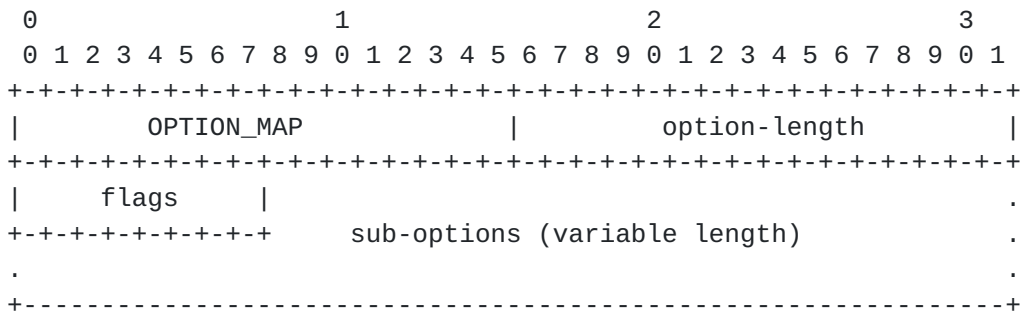 0                   1                   2                   3
 0 1 2 3 4 5 6 7 8 9 0 1 2 3 4 5 6 7 8 9 0 1 2 3 4 5 6 7 8 9 0 1
+-+-+-+-+-+-+-+-+-+-+-+-+-+-+-+-+-+-+-+-+-+-+-+-+-+-+-+-+-+-+-+-+
|        OPTION_MAP             |         option-length         |
+-+-+-+-+-+-+-+-+-+-+-+-+-+-+-+-+-+-+-+-+-+-+-+-+-+-+-+-+-+-+-+-+
|     flags     |                                               .
+-+-+-+-+-+-+-+-+     sub-options (variable length)             .
.                                                               .
+---------------------------------------------------------------+